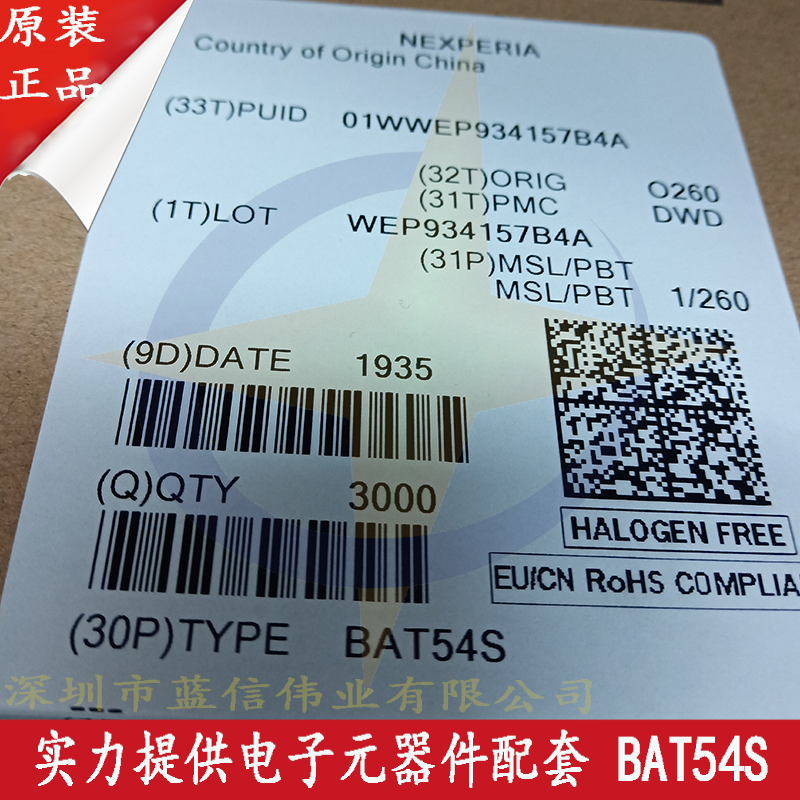 原装
正品
NEXPERIA
Country of Origin China
(33T)PUID 01WWEP934157B4A
(32T)ORIG O260
(31T)PMC DWD
(1T)LOT WEP934157B4A
(31P)MSL/PBT
MSL/PBT 1/260
(9D)DATE 1935
(Q)QTY 3000
HALOGEN FREE
EU/CN RoHS COMPLIA
(30P)TYPE BAT54S
深圳市蓝信伟业有限公司
实力提供电子元器件配套 BAT54S